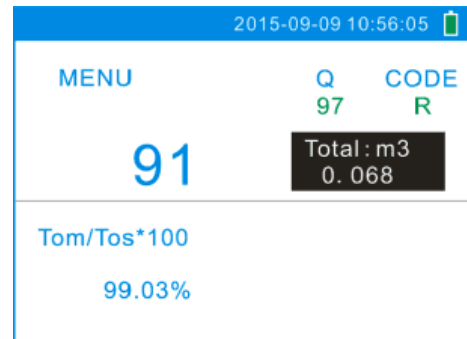 2015-09-09 10:56:05
MENU Q CODE
97 R
91
Total:m3
0.068
Tom/Tos*100
99.03%